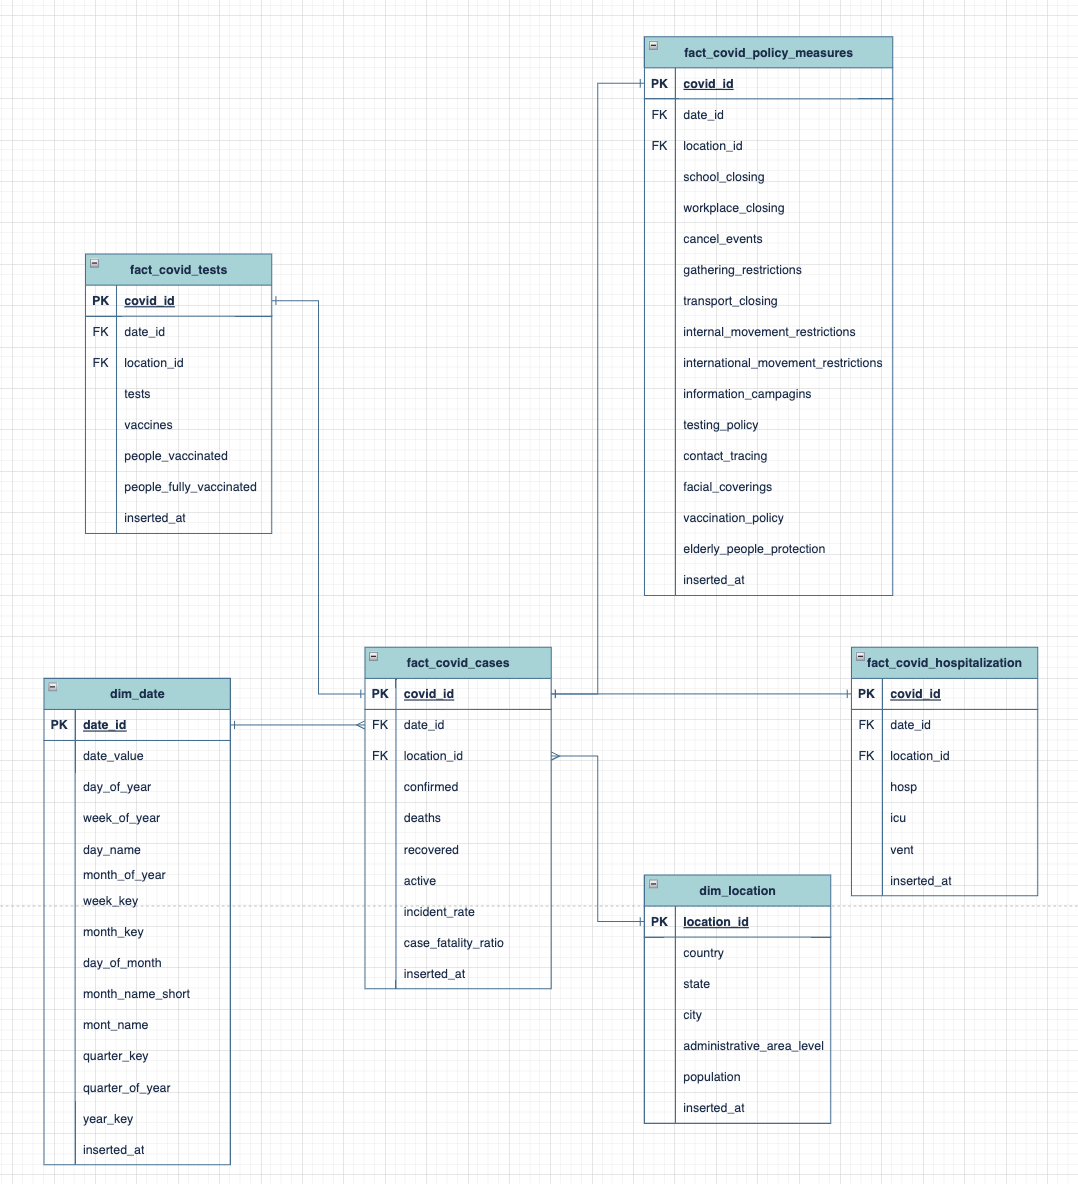 fact_covid_policy_measures
PK covid_id
FK date_id
FK location_id
school_closing
workplace_closing
cancel_events
gathering_restrictions
transport_closing
internal_movement_restrictions
international_movement_restrictions
information_campagins
testing_policy
contact_tracing
facial_coverings
vaccination_policy
elderly_people_protection
inserted_at
fact_covid_tests
PK covid_id
FK date_id
FK location_id
tests
vaccines
people_vaccinated
people_fully_vaccinated
inserted_at
dim_date
PK date_id
date_value
day_of_year
week_of_year
day_name
month_of_year
week_key
month_key
day_of_month
month_name_short
mont_name
quarter_key
quarter_of_year
year_key
inserted_at
fact_covid_cases
PK covid_id
FK date_id
FK location_id
confirmed
deaths
recovered
active
incident_rate
case_fatality_ratio
inserted_at
fact_covid_hospitalization
PK covid_id
FK date_id
FK location_id
hosp
icu
vent
inserted_at
dim_location
PK location_id
country
state
city
administrative_area_level
population
inserted_at